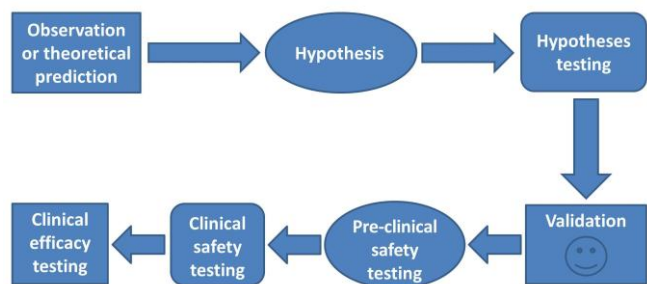 Observation
or theoretical
prediction
Hypothesis
Hypotheses
testing
Validation
Pre-clinical
safety
testing
Clinical
safety
testing
Clinical
efficacy
testing